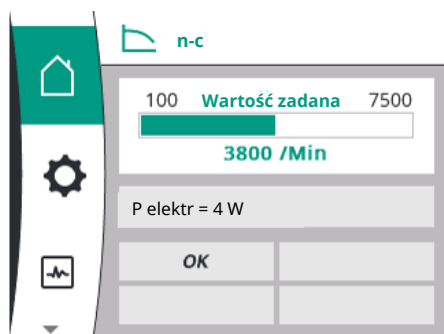 n-c
100 Wartość zadana 7500
3800 /Min
P elektr = 4 W
OK